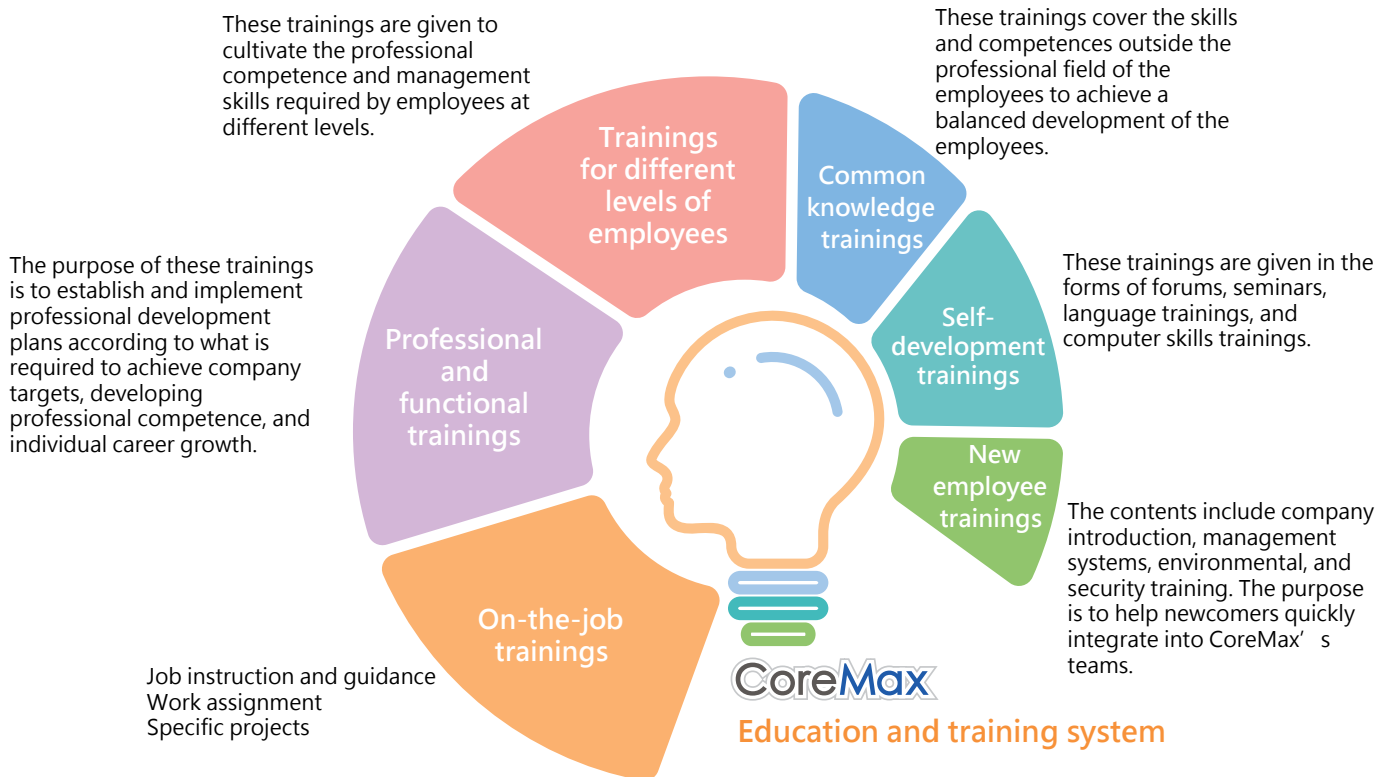 These trainings are given to
cultivate the professional
competence and management
skills required by employees at
different levels.
Trainings
for different
levels of
employees
These trainings cover the skills
and competences outside the
professional field of the
employees to achieve a
balanced development of the
employees.
Common
knowledge
trainings
The purpose of these trainings
is to establish and implement
professional development
plans according to what is
required to achieve company
targets, developing
professional competence, and
individual career growth.
Professional
and
functional
trainings
Self-
development
trainings
These trainings are given in the
forms of forums, seminars,
language trainings, and
computer skills trainings.
New
employee
trainings
The contents include company
introduction, management
systems, environmental, and
security training. The purpose
is to help newcomers quickly
integrate into CoreMax’s
teams.
On-the-job
trainings
Job instruction and guidance
Work assignment
Specific projects
CoreMax
Education and training system